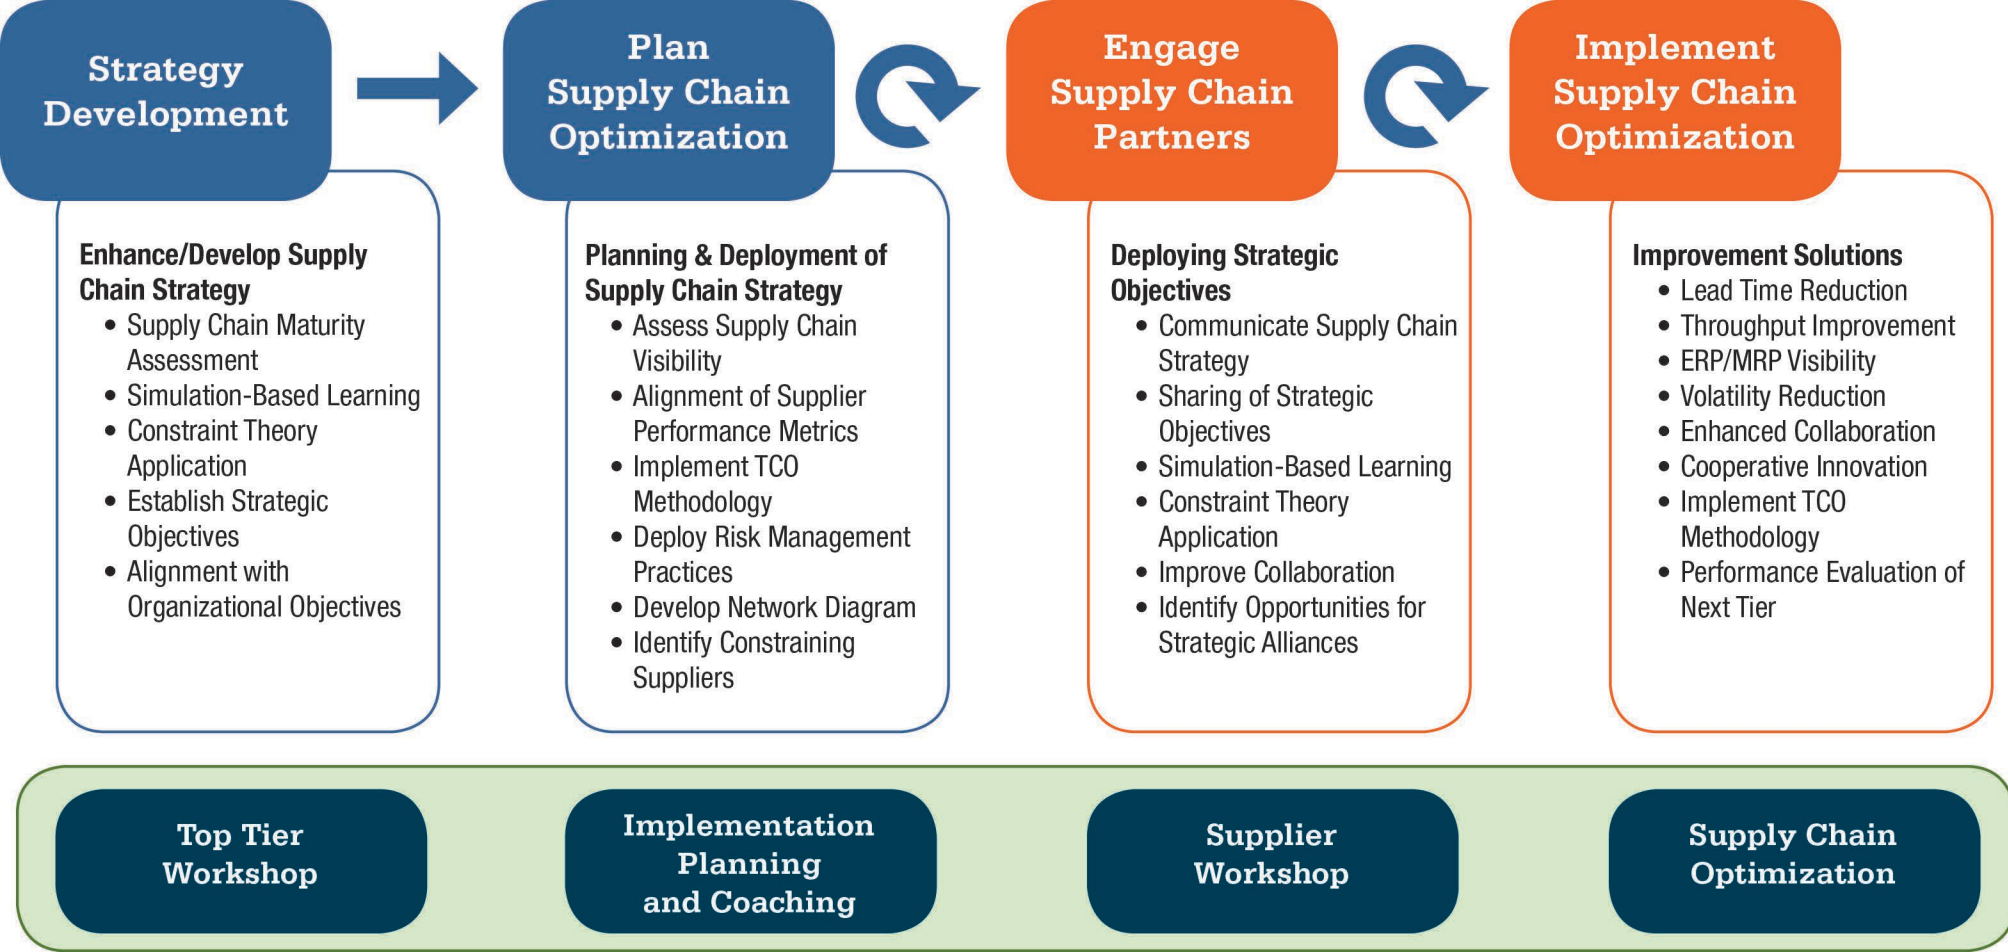 Strategy
Development
Plan
Supply Chain
Optimization
Engage
Supply Chain
Partners
Implement
Supply Chain
Optimization
Enhance/Develop Supply
Chain Strategy
• Supply Chain Maturity
Assessment
• Simulation-Based Learning
• Constraint Theory
Application
• Establish Strategic
Objectives
• Alignment with
Organizational Objectives
Planning & Deployment of
Supply Chain Strategy
• Assess Supply Chain
Visibility
• Alignment of Supplier
Performance Metrics
• Implement TCO
Methodology
• Deploy Risk Management
Practices
• Develop Network Diagram
• Identify Constraining
Suppliers
Deploying Strategic
Objectives
• Communicate Supply Chain
Strategy
• Sharing of Strategic
Objectives
• Simulation-Based Learning
• Constraint Theory
Application
• Improve Collaboration
• Identify Opportunities for
Strategic Alliances
Improvement Solutions
• Lead Time Reduction
• Throughput Improvement
• ERP/MRP Visibility
• Volatility Reduction
• Enhanced Collaboration
• Cooperative Innovation
• Implement TCO
Methodology
• Performance Evaluation of
Next Tier
Top Tier
Workshop
Implementation
Planning
and Coaching
Supplier
Workshop
Supply Chain
Optimization